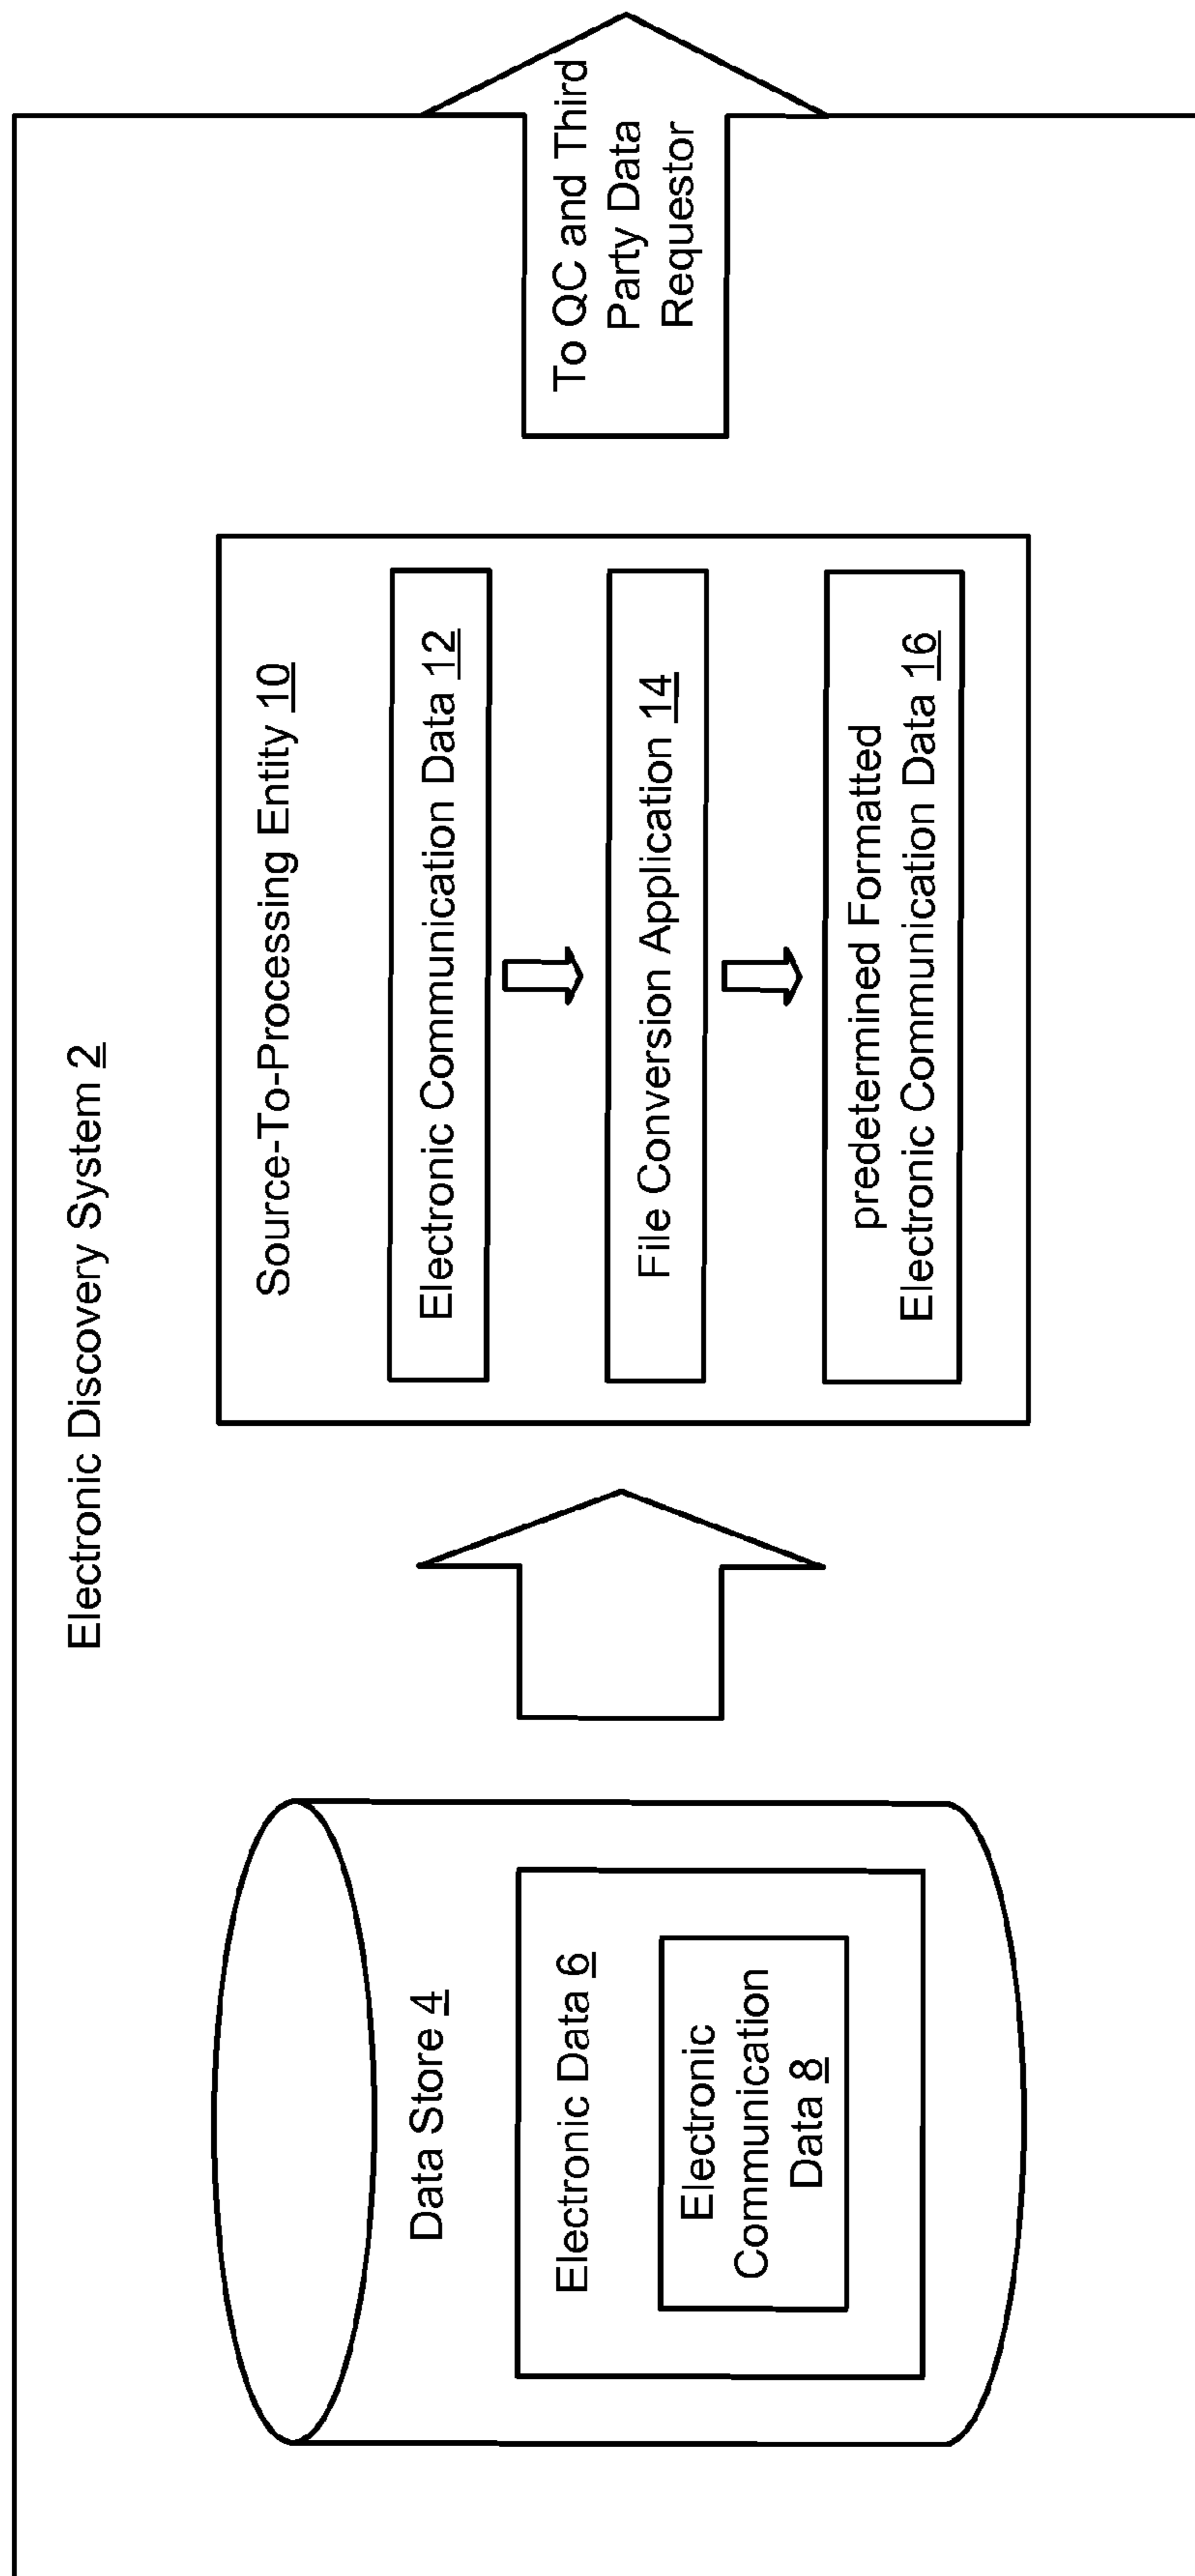 Electronic Discovery System 2
Data Store 4
Electronic Data 6
Electronic
Communication
Data 8
Source-To-Processing Entity 10
Electronic Communication Data 12
File Conversion Application 14
predetermined Formatted
Electronic Communication Data 16
To QC and Third
Party Data
Requestor